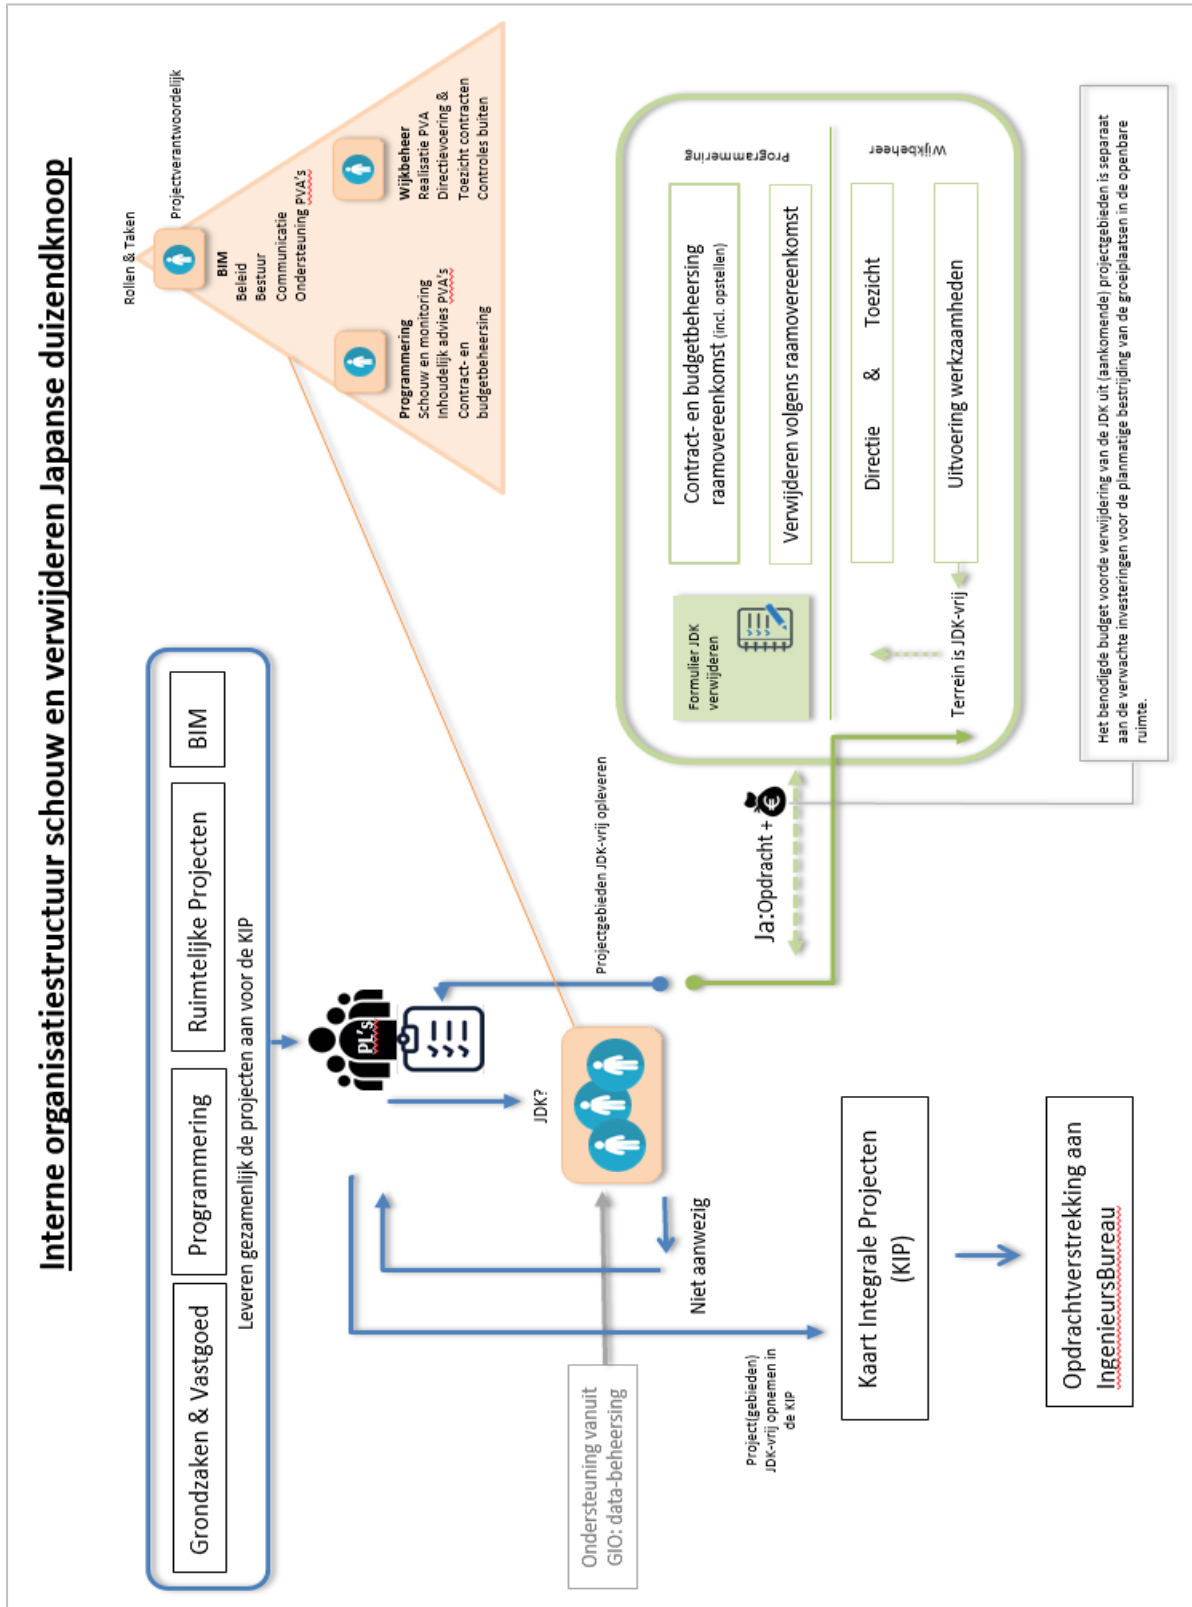 Interne organisatiestructuur schouw en verwijderen Japanse duizendknoop
Grondzaken & Vastgoed
Programmering
Ruimtelijke Projecten
BIM
Leveren gezamenlijk de projecten aan voor de KIP
Rollen & Taken
Projectverantwoordelijk
BIM
Beleid
Bestuur
Communicatie
Ondersteuning PVA's
Programmering
Schouw en monitoring
Inhoudelijk advies PVA's
Contract- en
budgetbeheersing
Wijkbeheer
Realisatie PVA
Directievoering &
Toezicht contracten
Controles buiten
PL's
JDK?
Projectgebieden JDK-vrij opleveren
Niet aanwezig
Ondersteuning vanuit
GIO: data-beheersing
Project(gebieden)
JDK-vrij opnemen in
de KIP
Kaart Integrale Projecten
(KIP)
Opdrachtverstrekking aan
IngenieursBureau
Ja:Opdracht +
€
Formulier JDK
verwijderen
Contract- en budgetbeheersing
raamovereenkomst (incl. opstellen)
Verwijderen volgens raamovereenkomst
Programmering
Directie & Toezicht
Uitvoering werkzaamheden
Wijkbeheer
Terrein is JDK-vrij
Het benodigde budget voorde verwijdering van de JDK uit (aankomende) projectgebieden is separaat
aan de verwachte investeringen voor de planmatige bestrijding van de groeiplaatsen in de openbare
ruimte.